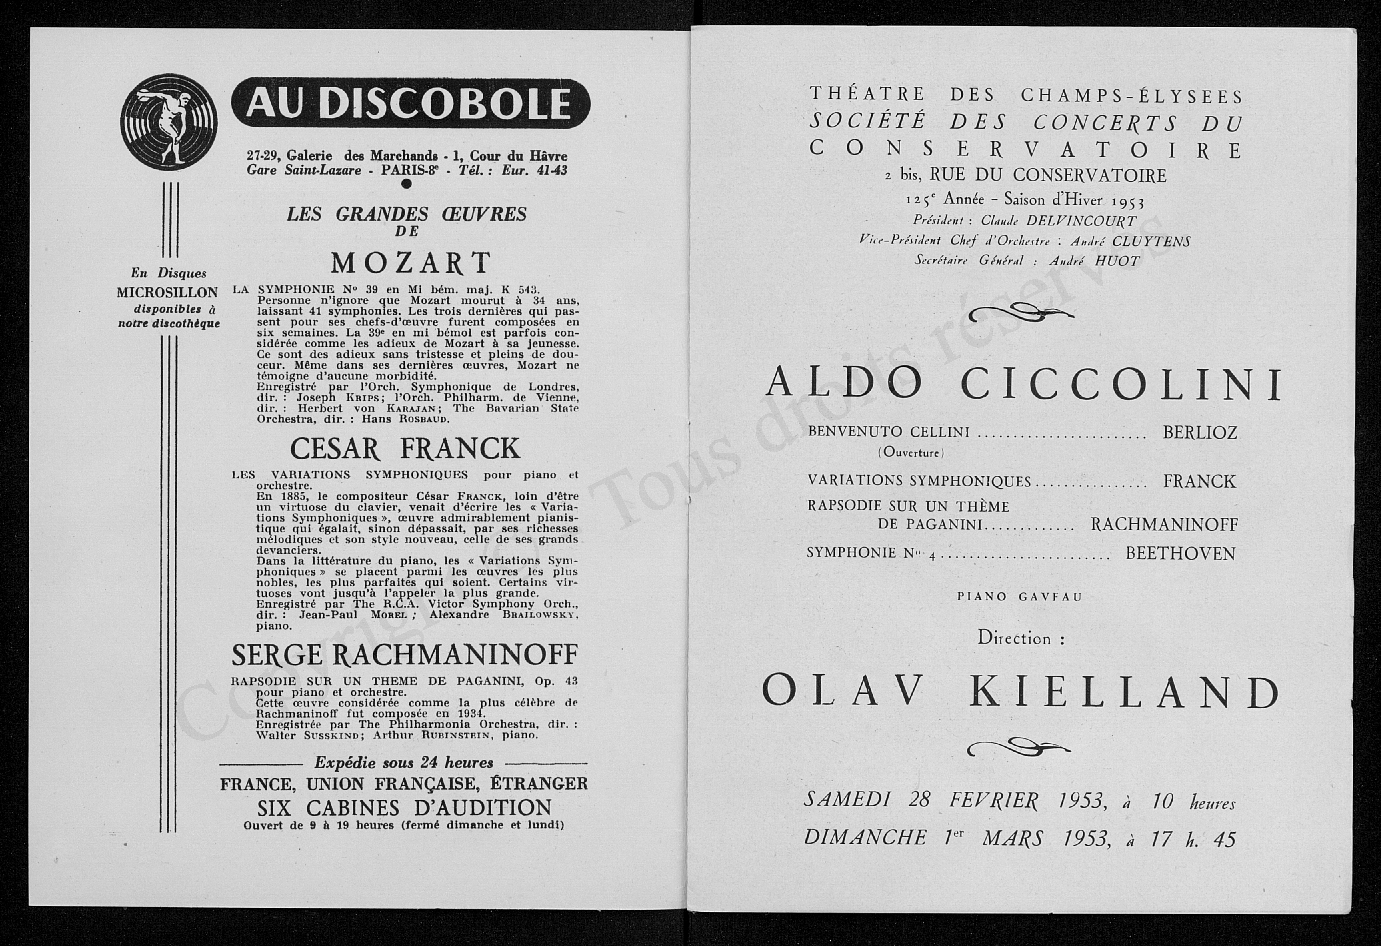 AU DISCOBOLE
27-29, Galerie des Marchands - 1, Cour du Hâvre
Gare Saint-Lazare - PARIS-8e - Tél. : Eur. 41-43
LES GRANDES ŒUVRES
DE
MOZART
En Disques
MICROSILLON
disponibles à
notre discothèque
LA SYMPHONIE No 39 en Mi bém. maj. K 543.
Personne n'ignore que Mozart mourut à 34 ans,
laissant 41 symphonies. Les trois dernières qui pas-
sent pour ses chefs-d'œuvre furent composées en
six semaines. La 39e en mi bémol est parfois con-
sidérée comme les adieux de Mozart à sa jeunesse.
Ce sont des adieux sans tristesse et pleins de dou-
ceur. Même dans ses dernières œuvres, Mozart ne
témoigne d'aucune morbidité.
Enregistré par l'Orch. Symphonique de Londres,
dir. : Joseph KRIPS; l'Orch. Philharm. de Vienne,
dir. : Herbert von KARAJAN; The Bavarian State
Orchestra, dir. : Hans ROSBAUD.
CESAR FRANCK
LES VARIATIONS SYMPHONIQUES pour piano et
orchestre.
En 1885, le compositeur César FRANCK, loin d'être
un virtuose du clavier, venait d'écrire les « Varia-
tions Symphoniques », œuvre admirablement pianis-
tique qui égalait, sinon dépassait, par ses richesses
mélodiques et son style nouveau, celle de ses grands
devanciers.
Dans la littérature du piano, les « Variations Sym-
phoniques » se placent parmi les œuvres les plus
nobles, les plus parfaites qui soient. Certains vir-
tuoses vont jusqu'à l'appeler la plus grande.
Enregistré par The R.C.A. Victor Symphony Orch.,
dir. : Jean-Paul MOREL ; Alexandre BRAILOWSKY,
piano.
SERGE RACHMANINOFF
RAPSODIE SUR UN THEME DE PAGANINI, Op. 43
pour piano et orchestre.
Cette œuvre considérée comme la plus célèbre de
Rachmaninoff fut composée en 1934.
Enregistrée par The Philharmonia Orchestra, dir. :
Walter SUSSKIND; Arthur RUBINSTEIN, piano.
Expédie sous 24 heures
FRANCE, UNION FRANÇAISE, ÉTRANGER
SIX CABINES D'AUDITION
Ouvert de 9 à 19 heures (fermé dimanche et lundi)
THÉATRE DES CHAMPS-ÉLYSEES
SOCIÉTÉ DES CONCERTS DU
CONSERVATOIRE
2 bis, RUE DU CONSERVATOIRE
125e Année - Saison d'Hiver 1953
Président : Claude DELVINCOURT
Vice-Président Chef d'Orchestre : André CLUYTENS
Secrétaire Général : André HUOT
ALDO CICCOLINI
BENVENUTO CELLINI ........................ BERLIOZ
(Ouverture)
VARIATIONS SYMPHONIQUES ................ FRANCK
RAPSODIE SUR UN THÈME
DE PAGANINI ............. RACHMANINOFF
SYMPHONIE No 4 ........................ BEETHOVEN
PIANO GAVEAU
Direction :
OLAV KIELLAND
SAMEDI 28 FEVRIER 1953, à 10 heures
DIMANCHE 1er MARS 1953, à 17 h. 45
Copyright © Tous droits réservés